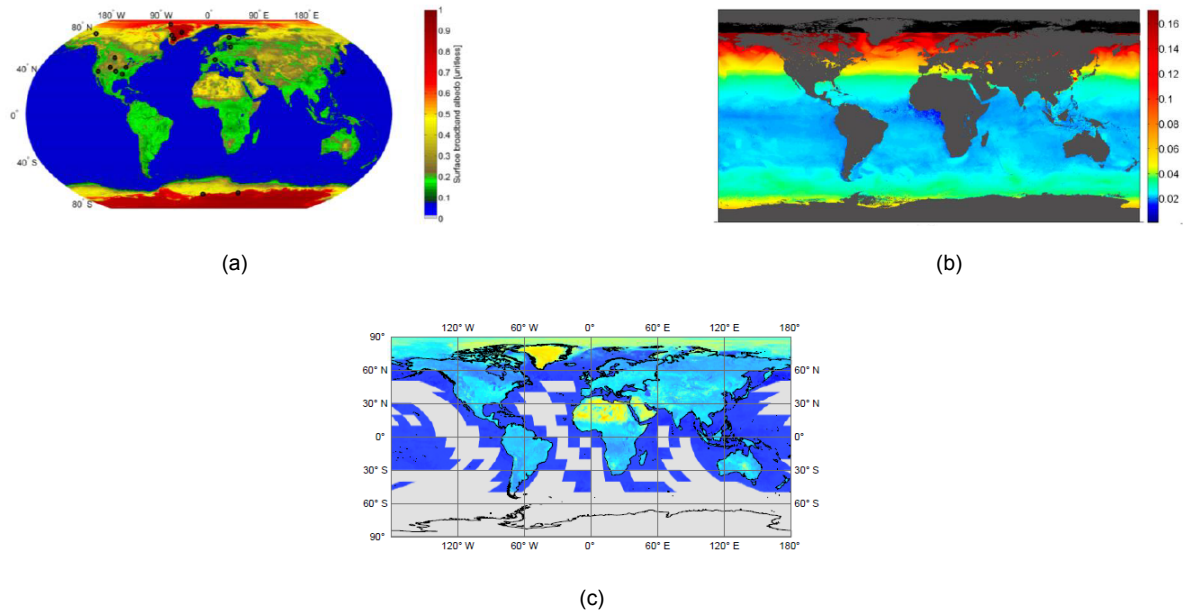 180° W 90° W 0° 90° E 180° E
80° N
40° N
0°
40° S
80° S
1
0.9
0.8
0.7
0.6
0.5
0.4
0.3
0.2
0.1
0
Surface broadband albedo [unitless]
(a)
0.16
0.14
0.12
0.10
0.08
0.06
0.04
0.02
(b)
120° W 60° W 0° 60° E 120° E 180°
90°
60° N 60° N
30° N 30° N
0° 0°
30° S 30° S
60° S 60° S
90°
120° W 60° W 0° 60° E 120° E 180°
(c)